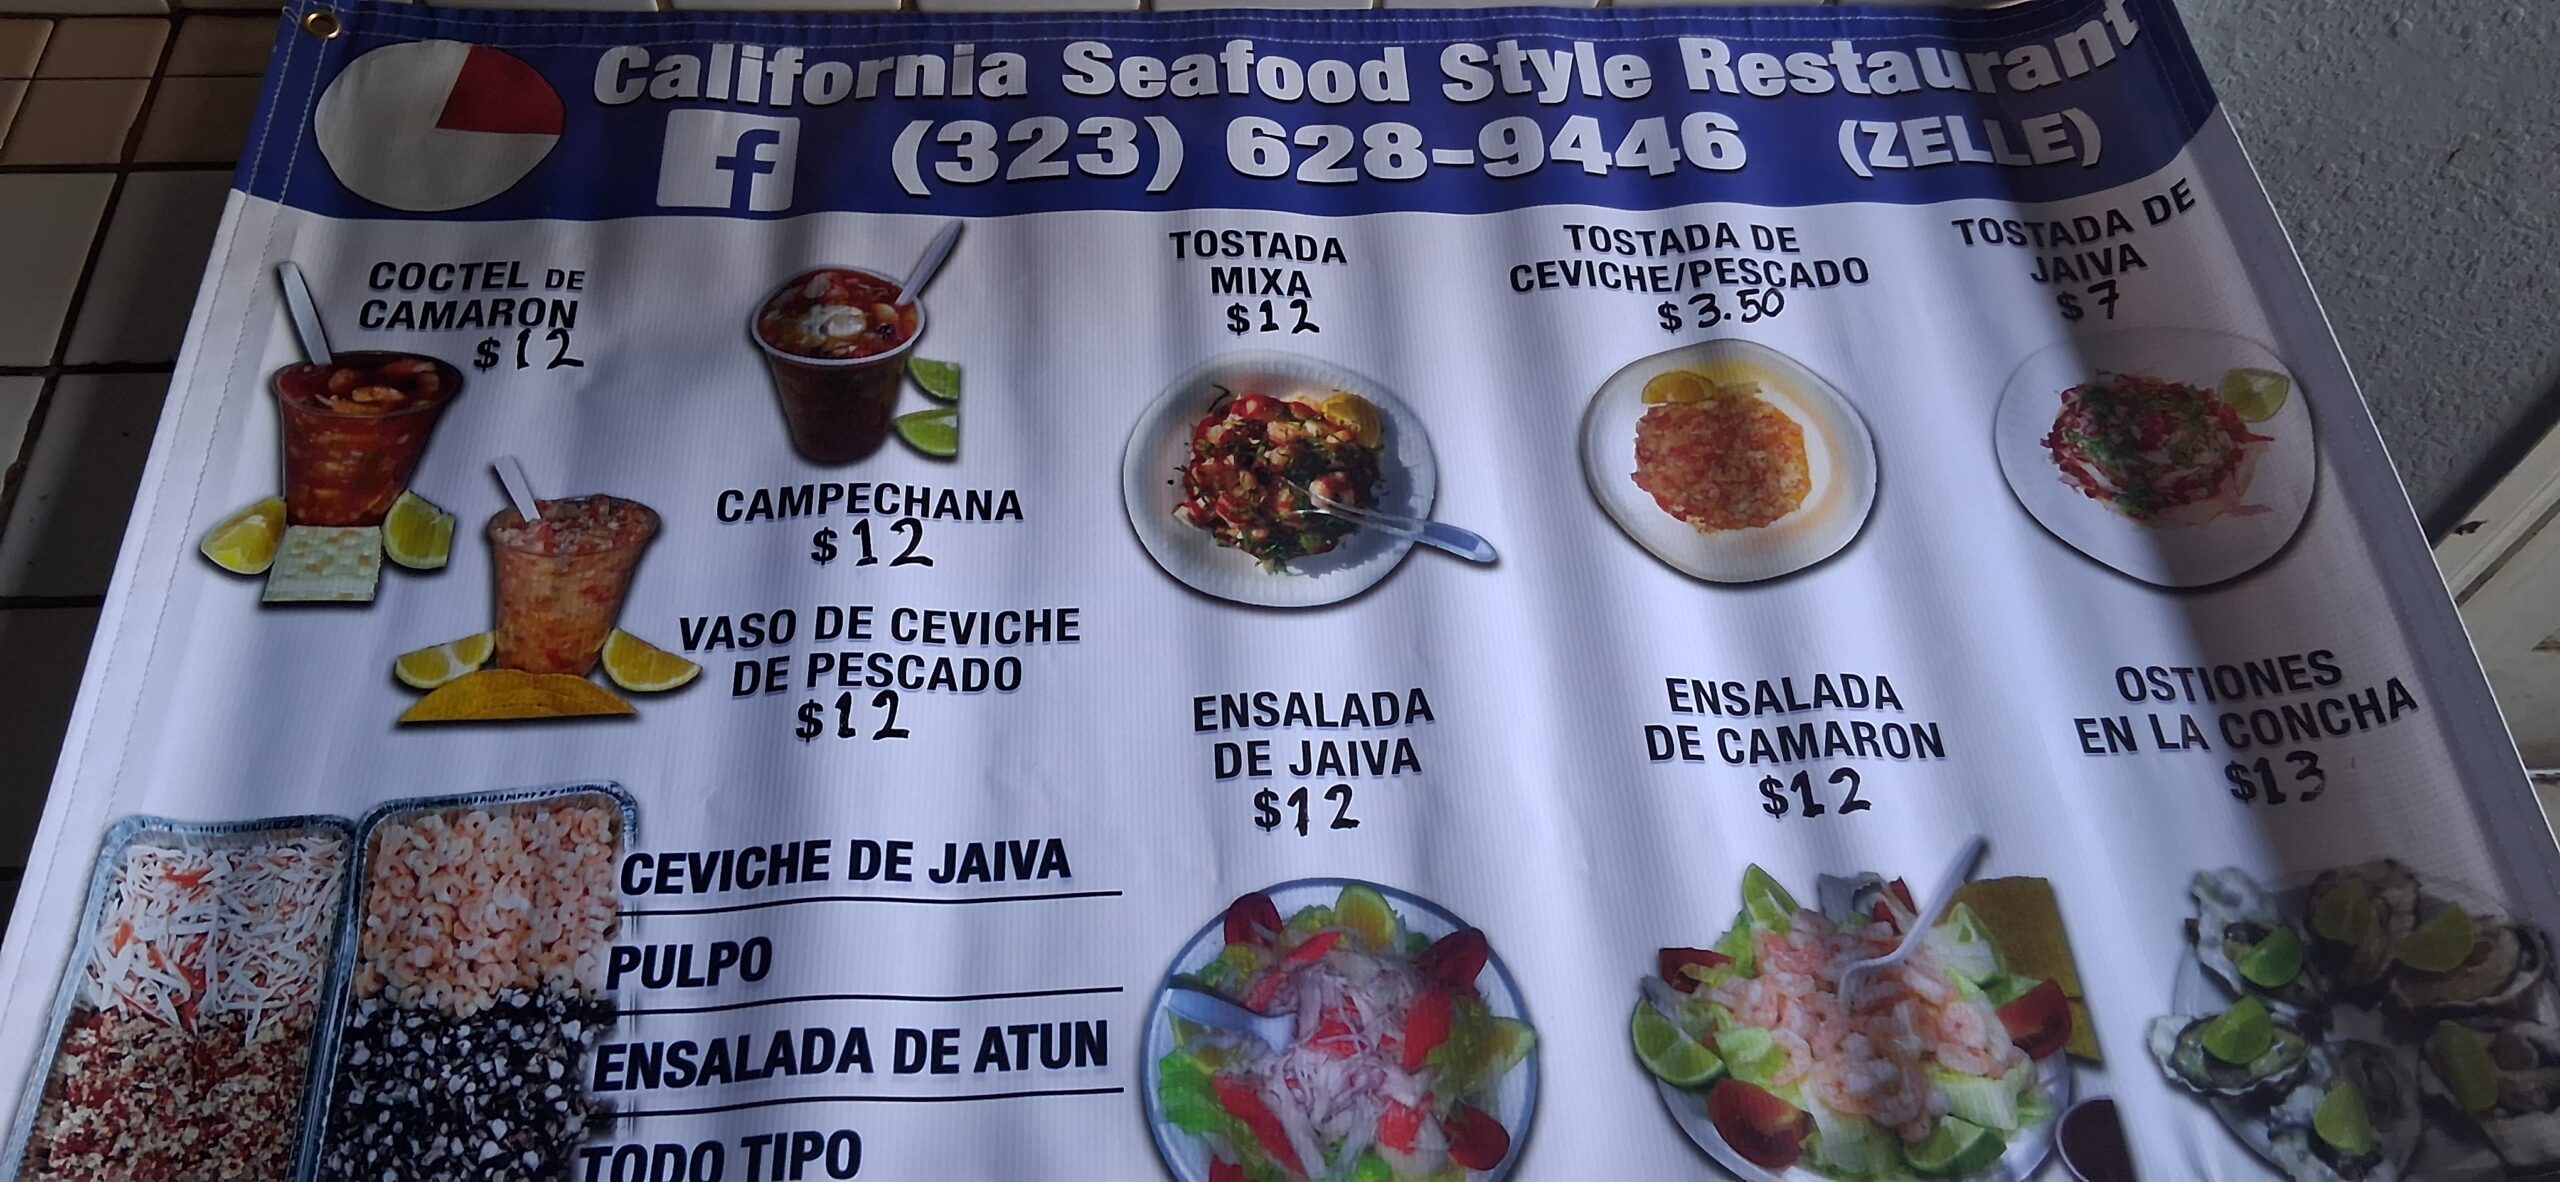 California Seafood Style Restaurant
f (323) 628-9446 (ZELLE)
COCTEL DE
CAMARON
$12
CAMPECHANA
$12
VASO DE CEVICHE
DE PESCADO
$12
TOSTADA
MIXA
$12
TOSTADA DE
CEVICHE/PESCADO
$3.50
TOSTADA DE
JAIVA
$7
ENSALADA
DE JAIVA
$12
ENSALADA
DE CAMARON
$12
OSTIONES
EN LA CONCHA
$13
CEVICHE DE JAIVA
PULPO
ENSALADA DE ATUN
TODO TIPO